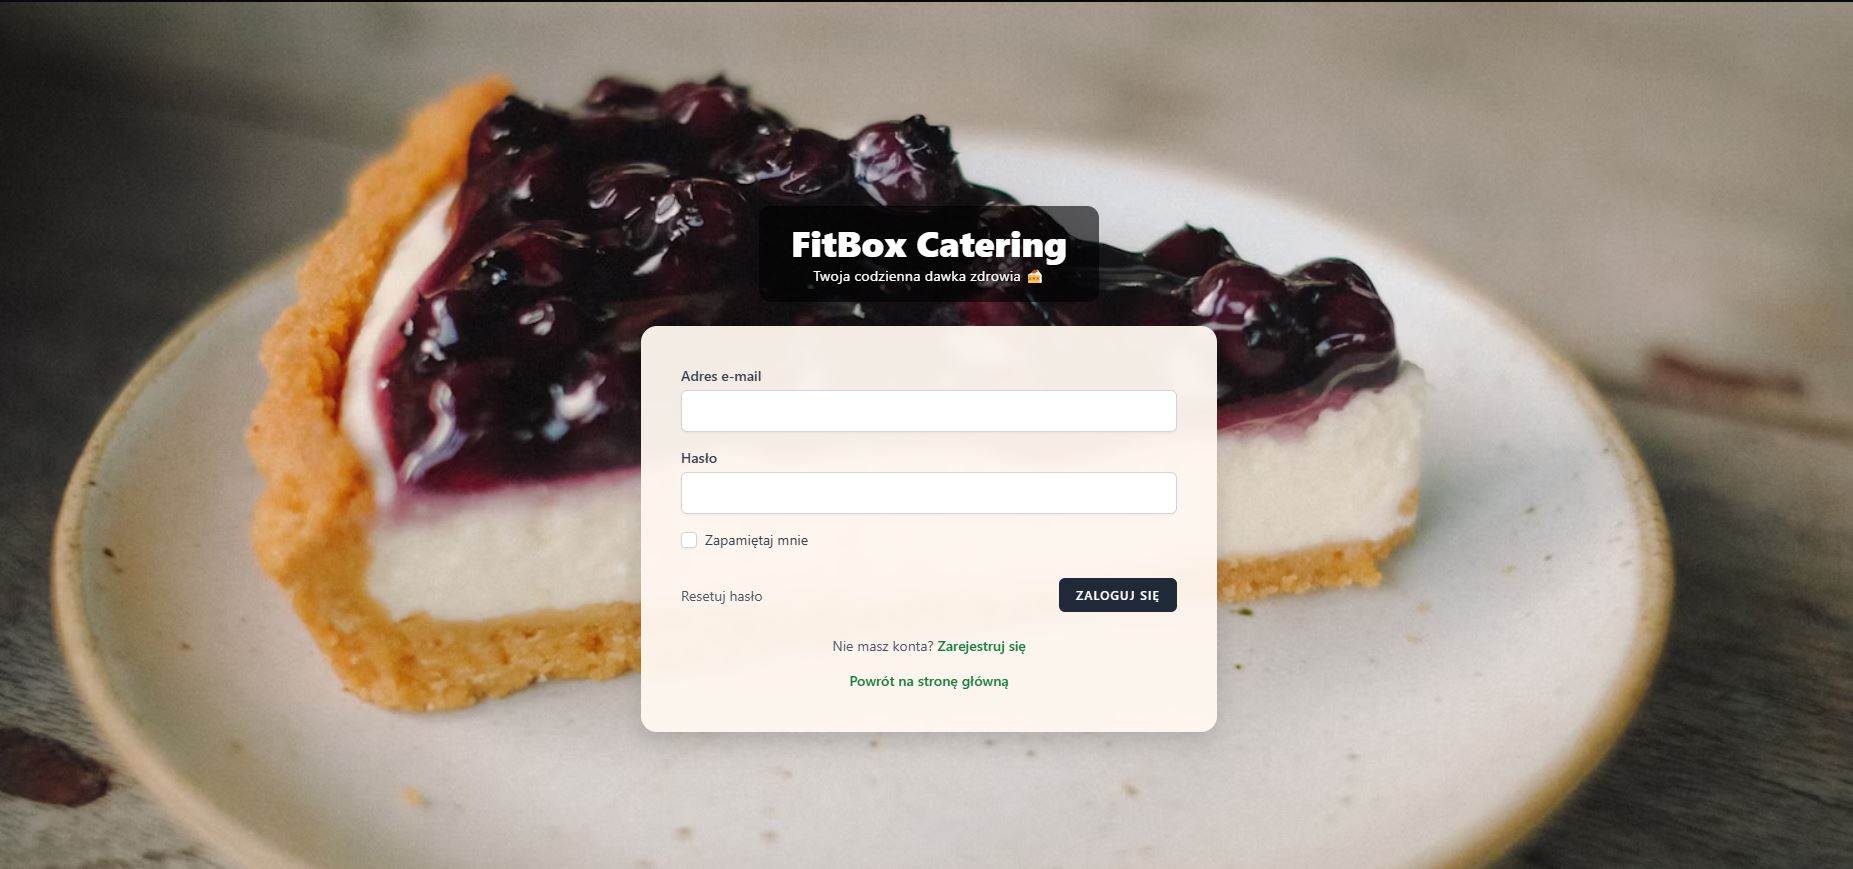 FitBox Catering
Twoja codzienna dawka zdrowia 🍰
Adres e-mail
Hasło
Zapamiętaj mnie
Resetuj hasło
ZALOGUJ SIĘ
Nie masz konta? Zarejestruj się
Powrót na stronę główną